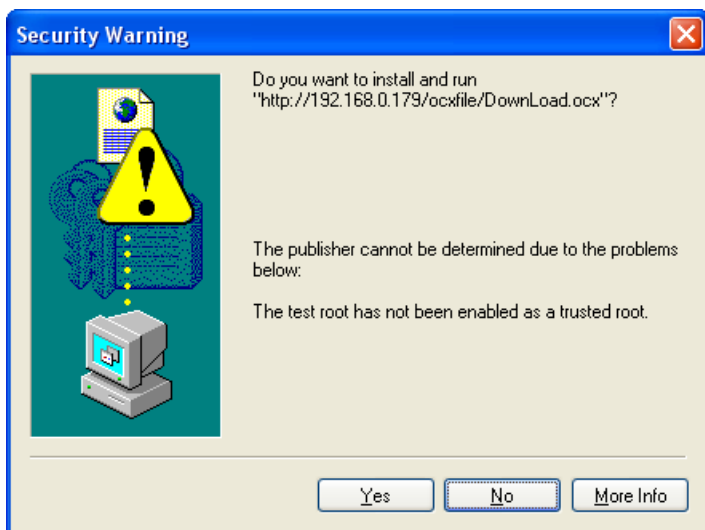 Security Warning
Do you want to install and run
"http://192.168.0.179/ocxfile/DownLoad.ocx"?
The publisher cannot be determined due to the problems
below:
The test root has not been enabled as a trusted root.
Yes
No
More Info